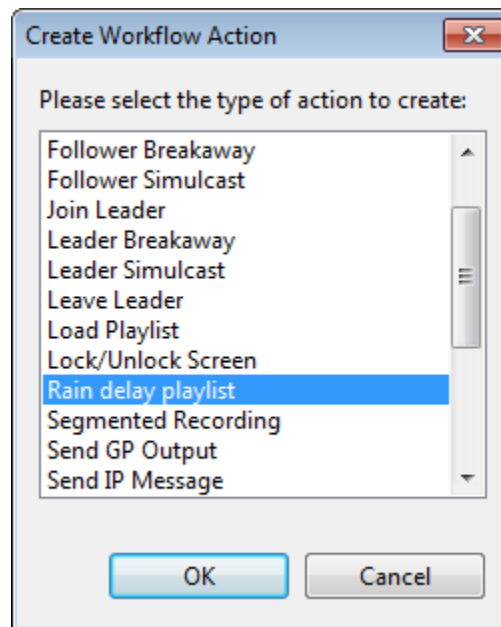 Create Workflow Action
Please select the type of action to create:
Follower Breakaway
Follower Simulcast
Join Leader
Leader Breakaway
Leader Simulcast
Leave Leader
Load Playlist
Lock/Unlock Screen
Rain delay playlist
Segmented Recording
Send GP Output
Send IP Message
OK Cancel